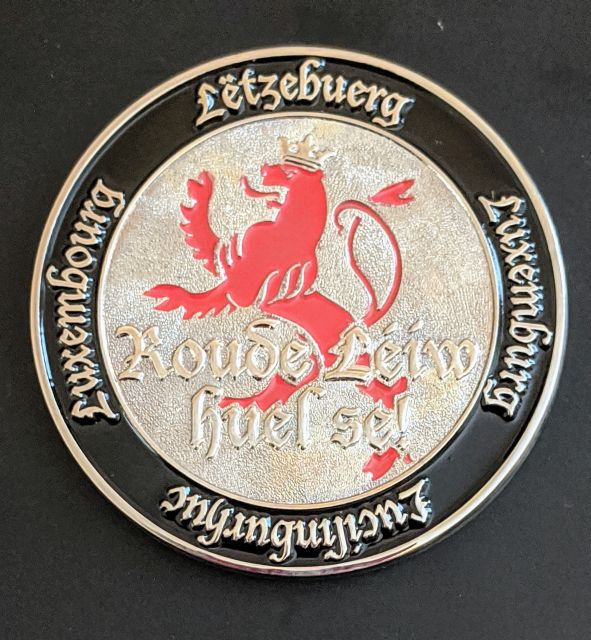 Lëtzebuerg
Luxembourg
Luxemburg
Roude Léiw
huel se!
Lucilinburhuc